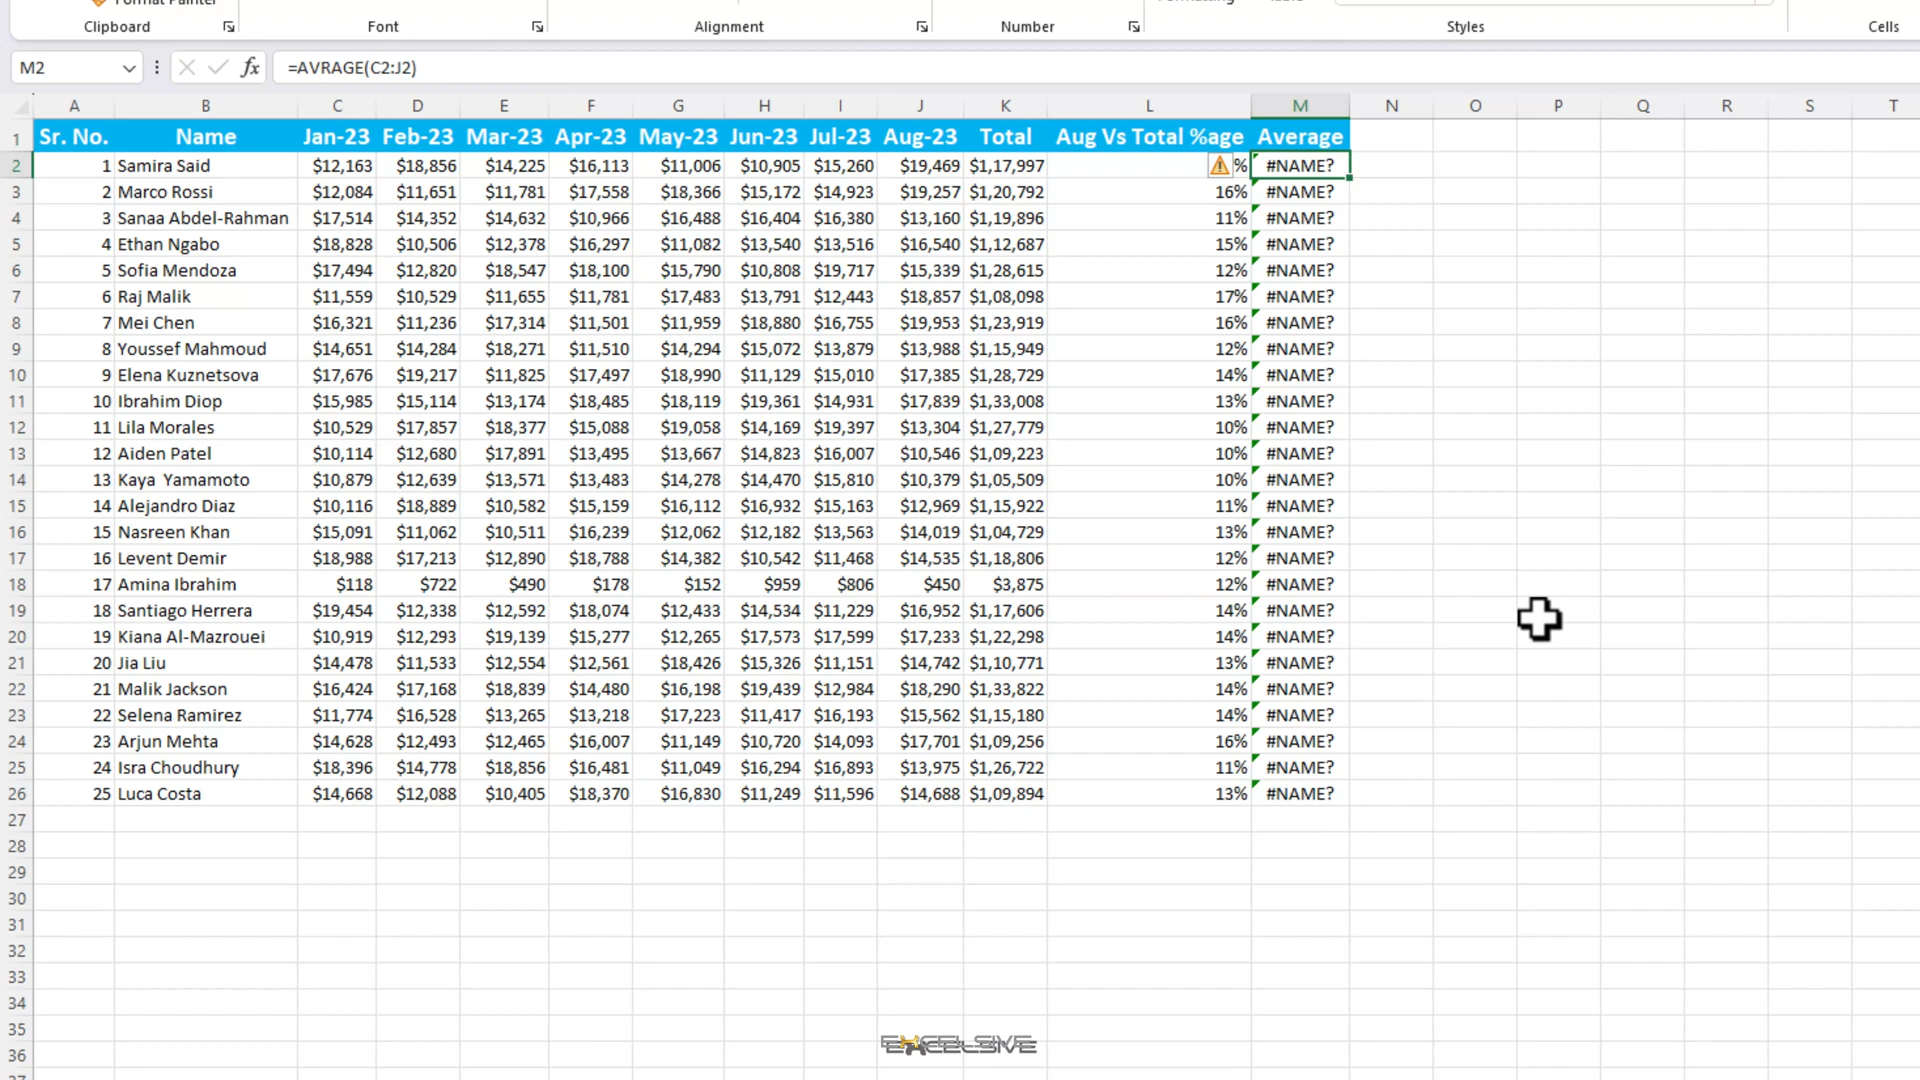 Format Painter
Clipboard Font Alignment Number Styles Cells
M2 fx =AVRAGE(C2:J2)
A B C D E F G H I J K L M N O P Q R S T
1 Sr. No. Name Jan-23 Feb-23 Mar-23 Apr-23 May-23 Jun-23 Jul-23 Aug-23 Total Aug Vs Total %age Average
2 1 Samira Said $12,163 $18,856 $14,225 $16,113 $11,006 $10,905 $15,260 $19,469 $1,17,997 % #NAME?
3 2 Marco Rossi $12,084 $11,651 $11,781 $17,558 $18,366 $15,172 $14,923 $19,257 $1,20,792 16% #NAME?
4 3 Sanaa Abdel-Rahman $17,514 $14,352 $14,632 $10,966 $16,488 $16,404 $16,380 $13,160 $1,19,896 11% #NAME?
5 4 Ethan Ngabo $18,828 $10,506 $12,378 $16,297 $11,082 $13,540 $13,516 $16,540 $1,12,687 15% #NAME?
6 5 Sofia Mendoza $17,494 $12,820 $18,547 $18,100 $15,790 $10,808 $19,717 $15,339 $1,28,615 12% #NAME?
7 6 Raj Malik $11,559 $10,529 $11,655 $11,781 $17,483 $13,791 $12,443 $18,857 $1,08,098 17% #NAME?
8 7 Mei Chen $16,321 $11,236 $17,314 $11,501 $11,959 $18,880 $16,755 $19,953 $1,23,919 16% #NAME?
9 8 Youssef Mahmoud $14,651 $14,284 $18,271 $11,510 $14,294 $15,072 $13,879 $13,988 $1,15,949 12% #NAME?
10 9 Elena Kuznetsova $17,676 $19,217 $11,825 $17,497 $18,990 $11,129 $15,010 $17,385 $1,28,729 14% #NAME?
11 10 Ibrahim Diop $15,985 $15,114 $13,174 $18,485 $18,119 $19,361 $14,931 $17,839 $1,33,008 13% #NAME?
12 11 Lila Morales $10,529 $17,857 $18,377 $15,088 $19,058 $14,169 $19,397 $13,304 $1,27,779 10% #NAME?
13 12 Aiden Patel $10,114 $12,680 $17,891 $13,495 $13,667 $14,823 $16,007 $10,546 $1,09,223 10% #NAME?
14 13 Kaya Yamamoto $10,879 $12,639 $13,571 $13,483 $14,278 $14,470 $15,810 $10,379 $1,05,509 10% #NAME?
15 14 Alejandro Diaz $10,116 $18,889 $10,582 $15,159 $16,112 $16,932 $15,163 $12,969 $1,15,922 11% #NAME?
16 15 Nasreen Khan $15,091 $11,062 $10,511 $16,239 $12,062 $12,182 $13,563 $14,019 $1,04,729 13% #NAME?
17 16 Levent Demir $18,988 $17,213 $12,890 $18,788 $14,382 $10,542 $11,468 $14,535 $1,18,806 12% #NAME?
18 17 Amina Ibrahim $118 $722 $490 $178 $152 $959 $806 $450 $3,875 12% #NAME?
19 18 Santiago Herrera $19,454 $12,338 $12,592 $18,074 $12,433 $14,534 $11,229 $16,952 $1,17,606 14% #NAME?
20 19 Kiana Al-Mazrouei $10,919 $12,293 $19,139 $15,277 $12,265 $17,573 $17,599 $17,233 $1,22,298 14% #NAME?
21 20 Jia Liu $14,478 $11,533 $12,554 $12,561 $18,426 $15,326 $11,151 $14,742 $1,10,771 13% #NAME?
22 21 Malik Jackson $16,424 $17,168 $18,839 $14,480 $16,198 $19,439 $12,984 $18,290 $1,33,822 14% #NAME?
23 22 Selena Ramirez $11,774 $16,528 $13,265 $13,218 $17,223 $11,417 $16,193 $15,562 $1,15,180 14% #NAME?
24 23 Arjun Mehta $14,628 $12,493 $12,465 $16,007 $11,149 $10,720 $14,093 $17,701 $1,09,256 16% #NAME?
25 24 Isra Choudhury $18,396 $14,778 $18,856 $16,481 $11,049 $16,294 $16,893 $13,975 $1,26,722 11% #NAME?
26 25 Luca Costa $14,668 $12,088 $10,405 $18,370 $16,830 $11,249 $11,596 $14,688 $1,09,894 13% #NAME?
27
28
29
30
31
32
33
34
35
36